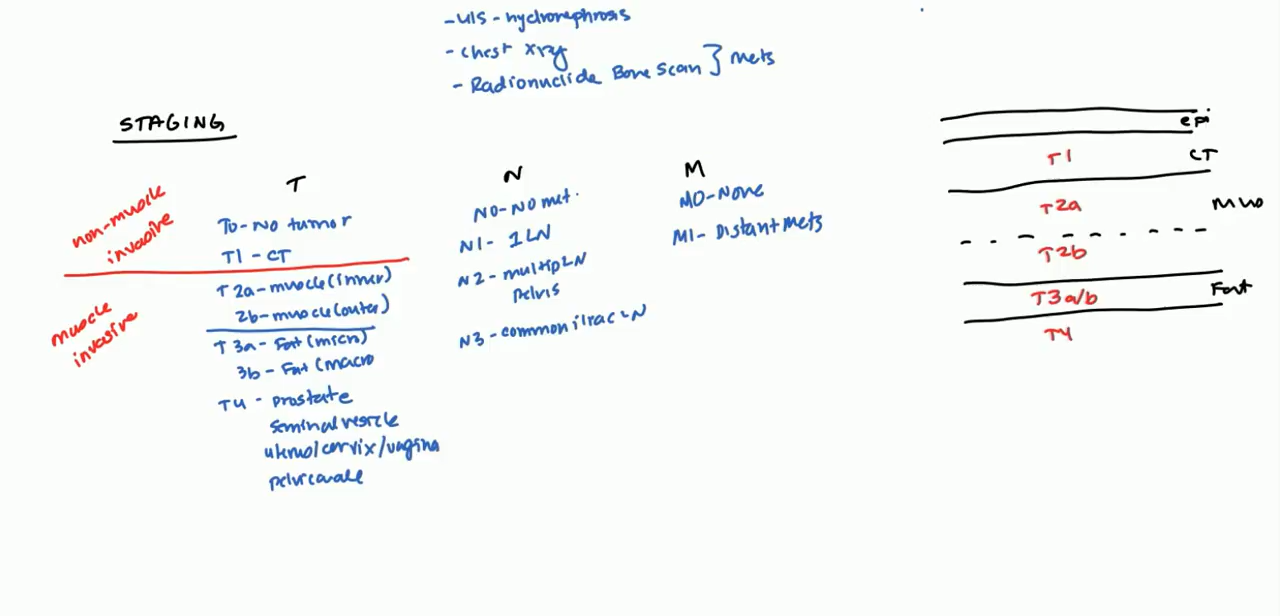 - U/S - hydronephrosis
- chest xray
- Radionuclide Bone Scan } mets
STAGING
non-muscle
invasive
muscle
invasive
T
T0 - No tumor
T1 - CT
T2a - muscle (inner)
2b - muscle (outer)
T3a - Fat (micro)
3b - Fat (macro
T4 - prostate
seminal vesicle
uterus/cervix/vagina
pelvic wall
N
N0 - No met.
N1 - 1 LN
N2 - multip LN
pelvis
N3 - common iliac LN
M
M0 - None
M1 - Distant mets
epi
T1 CT
T2a Mus
T2b
T3a/b Fat
T4